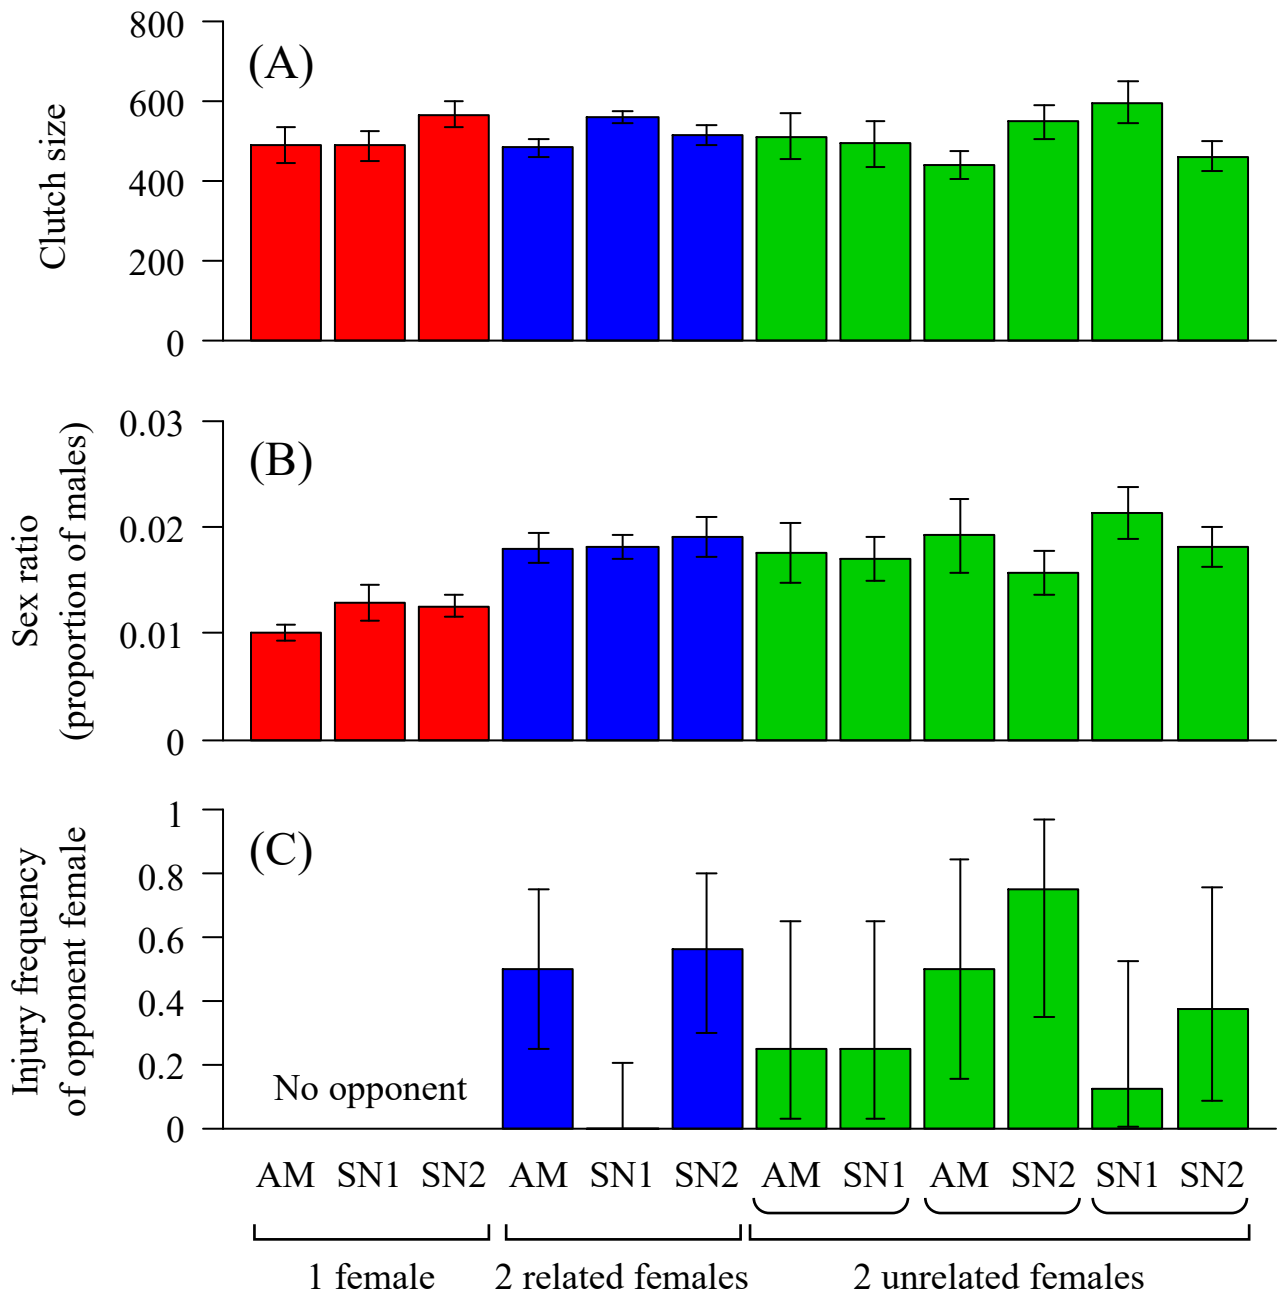 (A)
Clutch size
800
600
400
200
0
(B)
Sex ratio
(proportion of males)
0.03
0.02
0.01
0
(C)
Injury frequency
of opponent female
1
0.8
0.6
0.4
0.2
0
No opponent
AM SN1 SN2 AM SN1 SN2 AM SN1 AM SN2 SN1 SN2
1 female 2 related females 2 unrelated females